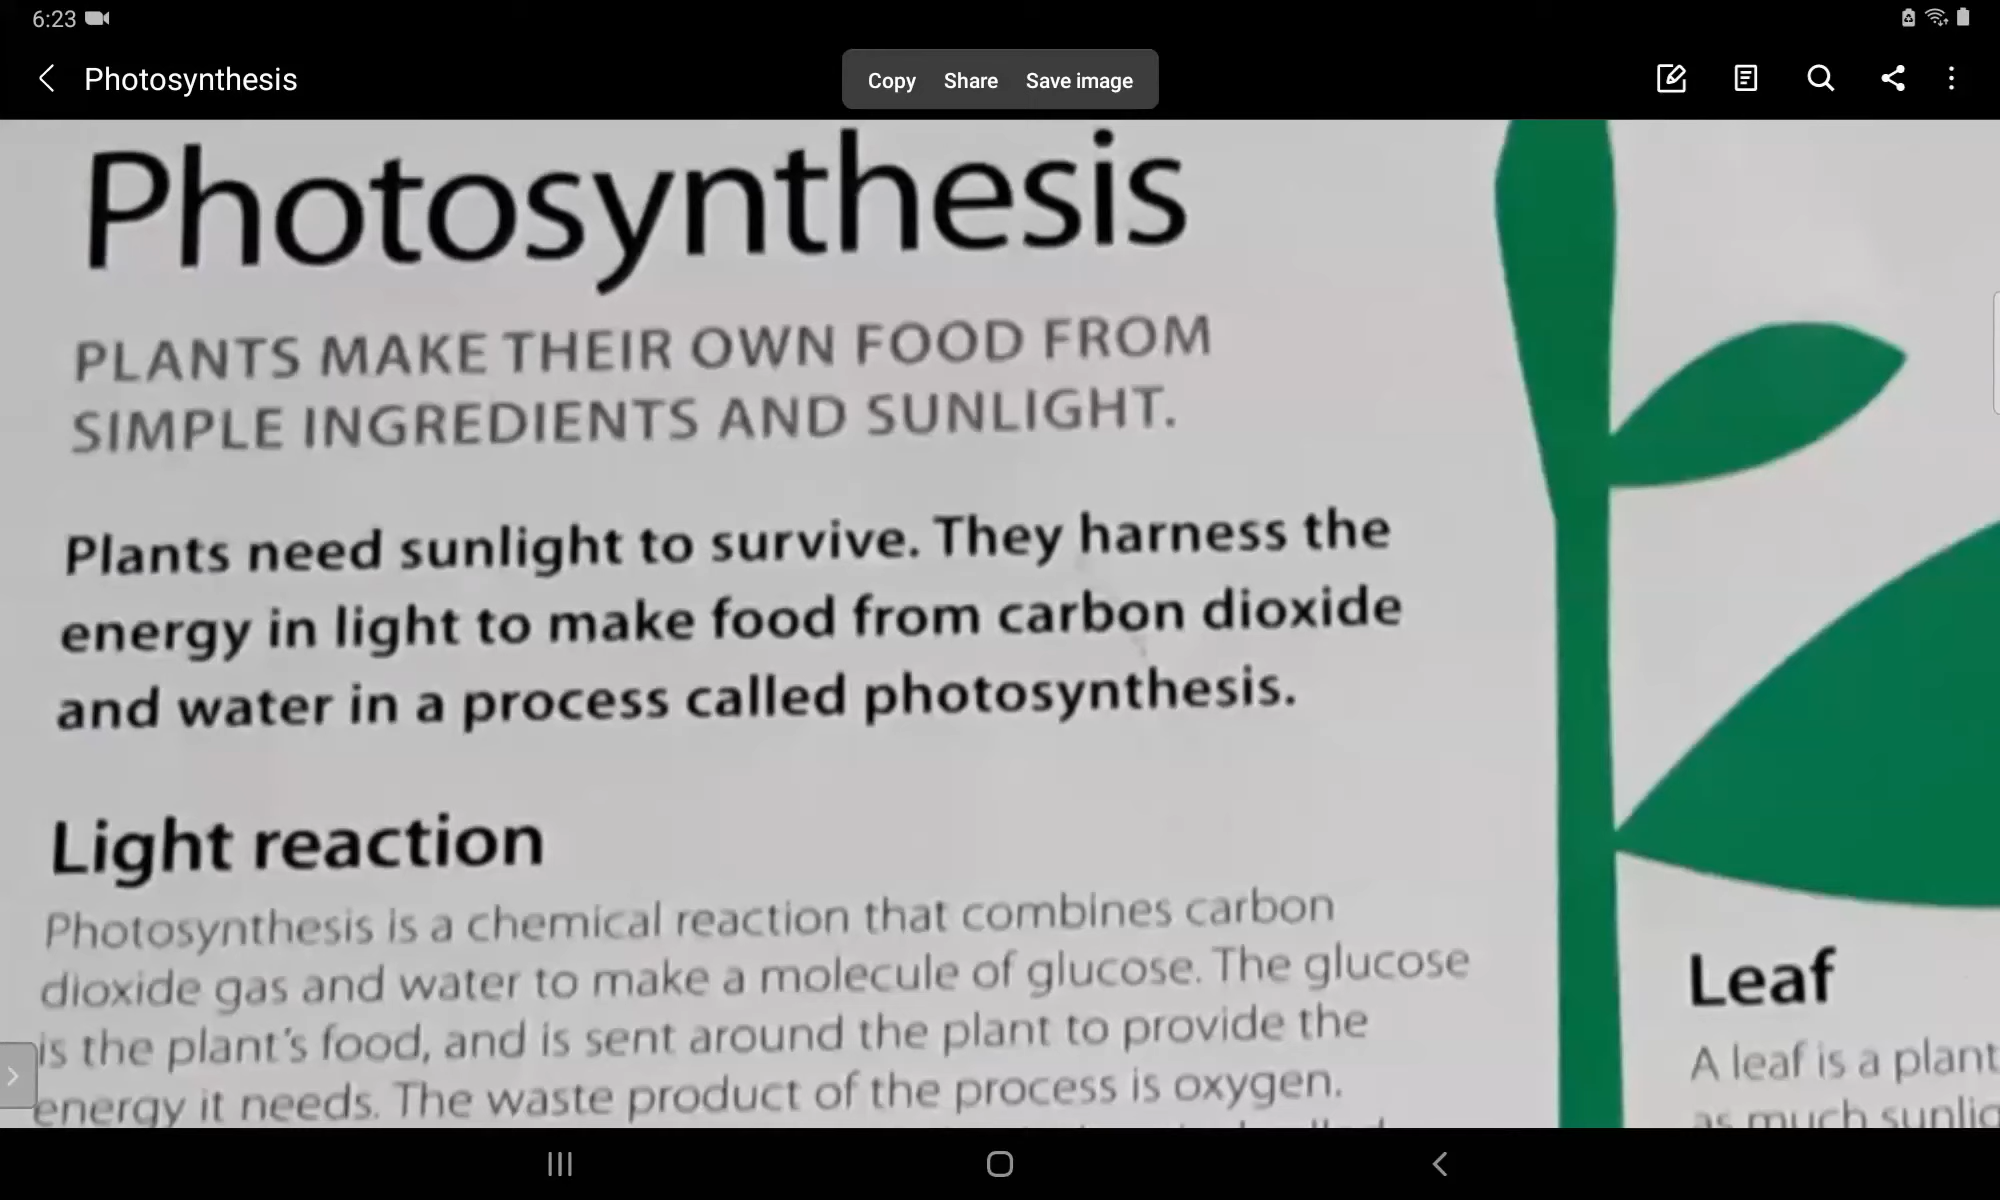 6:23
Photosynthesis
Copy Share Save image
Photosynthesis
PLANTS MAKE THEIR OWN FOOD FROM
SIMPLE INGREDIENTS AND SUNLIGHT.
Plants need sunlight to survive. They harness the
energy in light to make food from carbon dioxide
and water in a process called photosynthesis.
Light reaction
Photosynthesis is a chemical reaction that combines carbon
dioxide gas and water to make a molecule of glucose. The glucose
is the plant's food, and is sent around the plant to provide the
energy it needs. The waste product of the process is oxygen.
Leaf
A leaf is a plant
as much